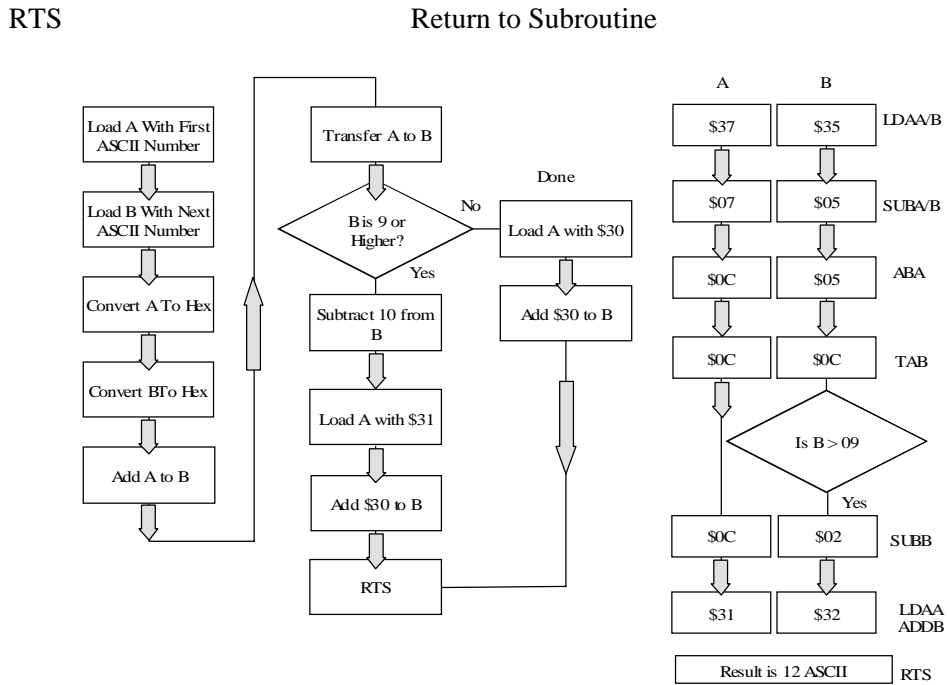 RTS
Return to Subroutine
Load A With First
ASCII Number
Load B With Next
ASCII Number
Convert A To Hex
Convert BTo Hex
Add A to B
Transfer A to B
B is 9 or
Higher?
No
Yes
Subtract 10 from
B
Load A with $31
Add $30 to B
RTS
Done
Load A with $30
Add $30 to B
A
B
$37
$35
LDAA/B
$07
$05
SUBA/B
$0C
$05
ABA
$0C
$0C
TAB
Is B > 09
Yes
$0C
$02
SUBB
$31
$32
LDAA
ADDB
Result is 12 ASCII
RTS